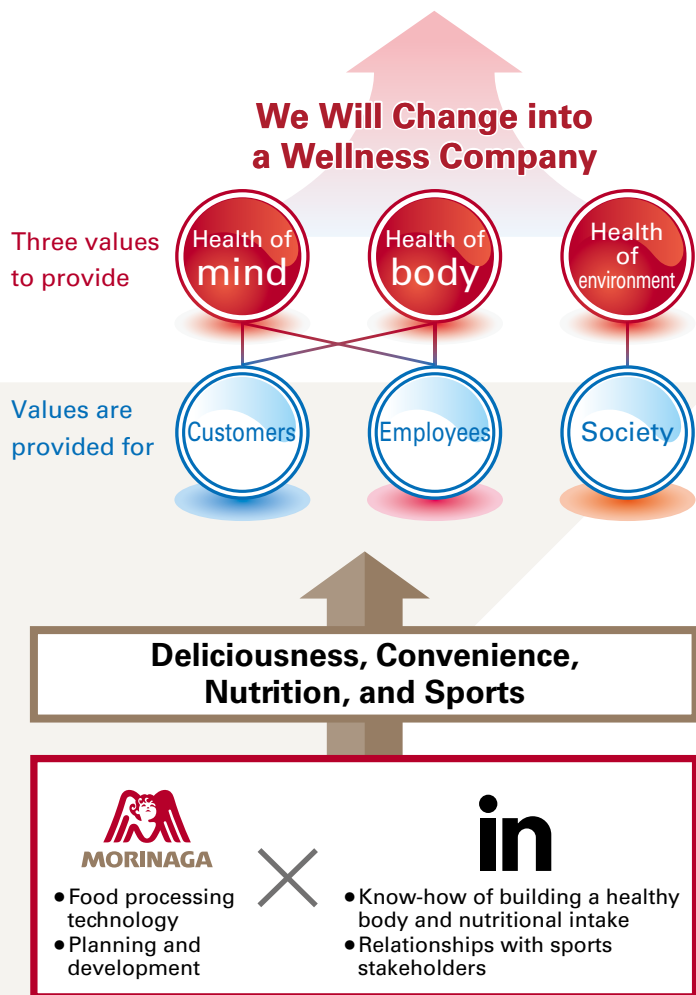 We Will Change into
a Wellness Company
Three values
to provide
Health of
mind
Health of
body
Health
of
environment
Values are
provided for
Customers
Employees
Society
Deliciousness, Convenience,
Nutrition, and Sports
MORINAGA
●Food processing
technology
●Planning and
development
in
●Know-how of building a healthy
body and nutritional intake
●Relationships with sports
stakeholders